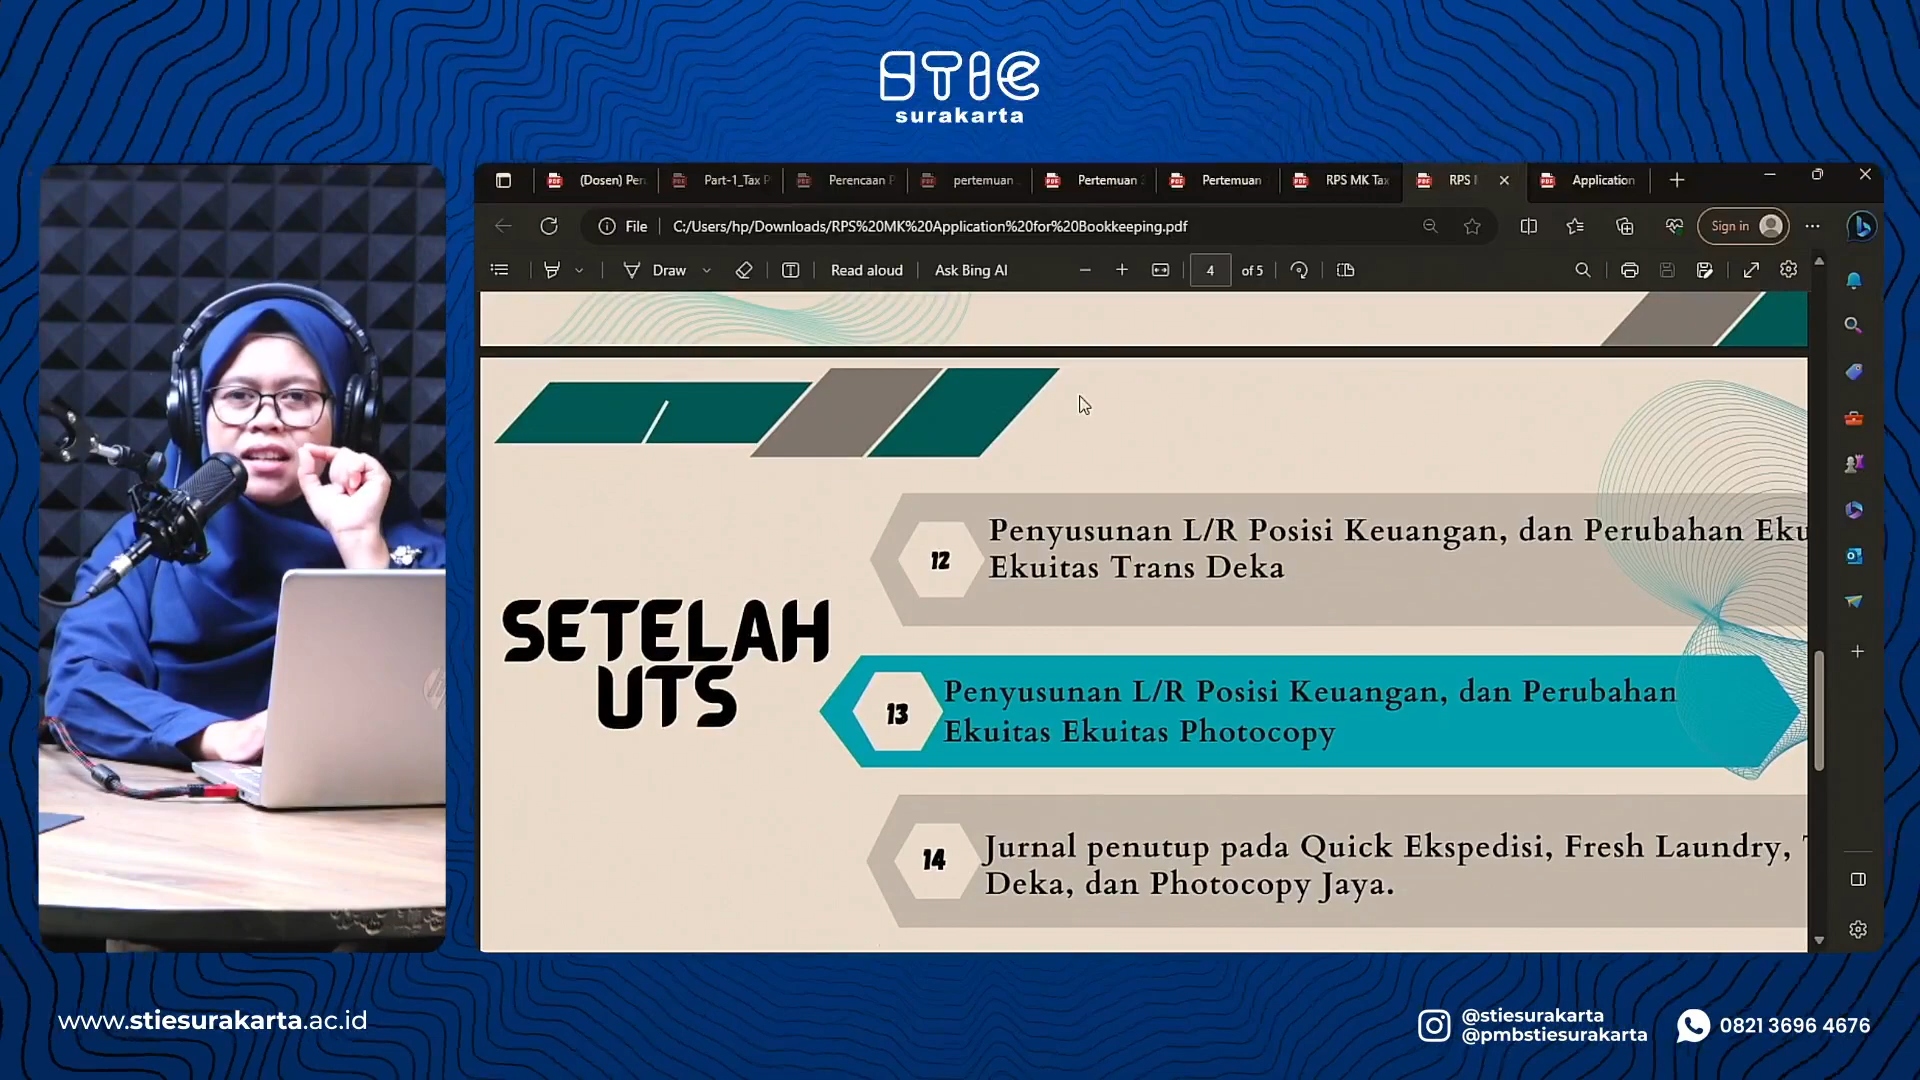 STIE
surakarta
(Dosen) Per
Part-1_Tax P
Perencaan P
pertemuan
Pertemuan
Pertemuan
RPS MK Tax
RPS
Application
File
C:/Users/hp/Downloads/RPS%20MK%20Application%20for%20Bookkeeping.pdf
Sign in
Draw
Read aloud
Ask Bing AI
4 of 5
SETELAH
UTS
12
Penyusunan L/R Posisi Keuangan, dan Perubahan Eku
Ekuitas Trans Deka
13
Penyusunan L/R Posisi Keuangan, dan Perubahan
Ekuitas Ekuitas Photocopy
14
Jurnal penutup pada Quick Ekspedisi, Fresh Laundry,
Deka, dan Photocopy Jaya.
www.stiesurakarta.ac.id
@stiesurakarta
@pmbstiesurakarta
0821 3696 4676